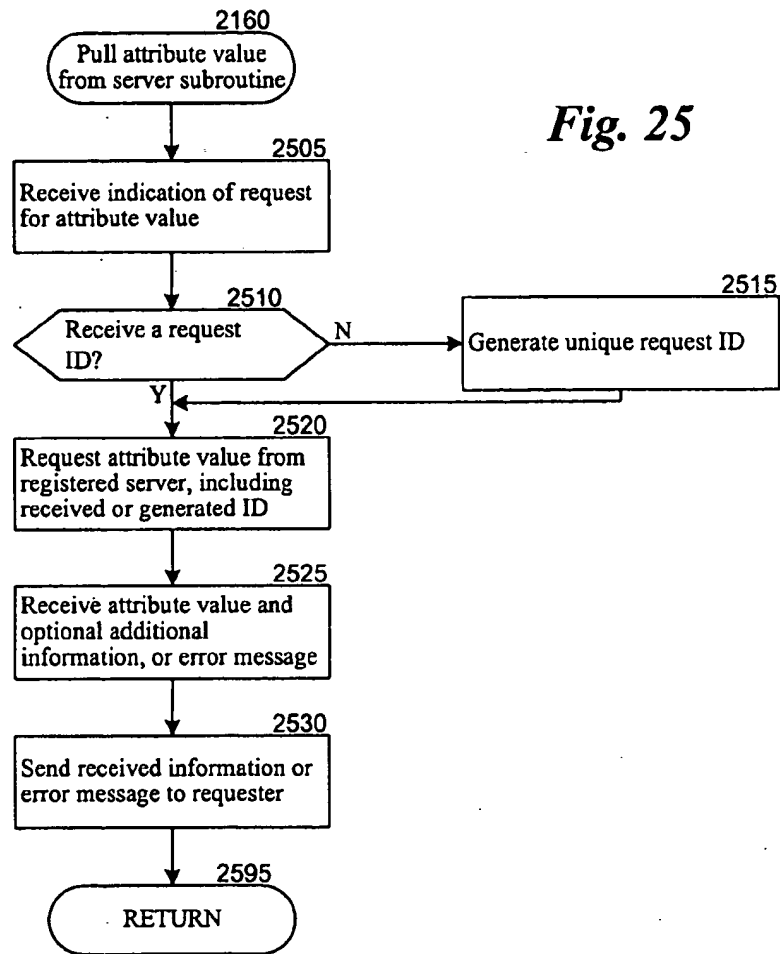 2160
Pull attribute value
from server subroutine
Fig. 25
2505
Receive indication of request
for attribute value
2510
Receive a request
ID?
N
2515
Generate unique request ID
Y
2520
Request attribute value from
registered server, including
received or generated ID
2525
Receive attribute value and
optional additional
information, or error message
2530
Send received information or
error message to requester
2595
RETURN